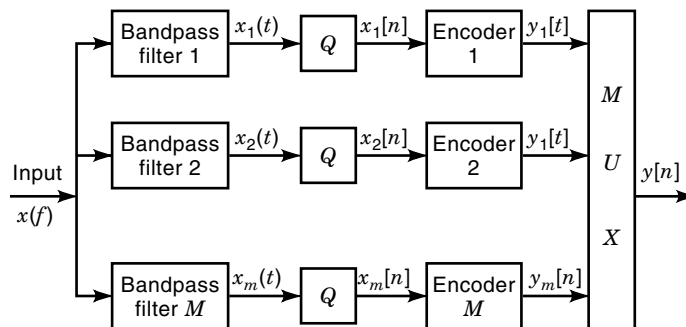 Bandpass
filter 1
x₁(t)
Q
x₁[n]
Encoder
1
y₁[t]
Bandpass
filter 2
x₂(t)
Q
x₂[n]
Encoder
2
y₁[t]
Input
x(f)
M
U
X
y[n]
Bandpass
filter M
xₘ(t)
Q
xₘ[n]
Encoder
M
yₘ[n]